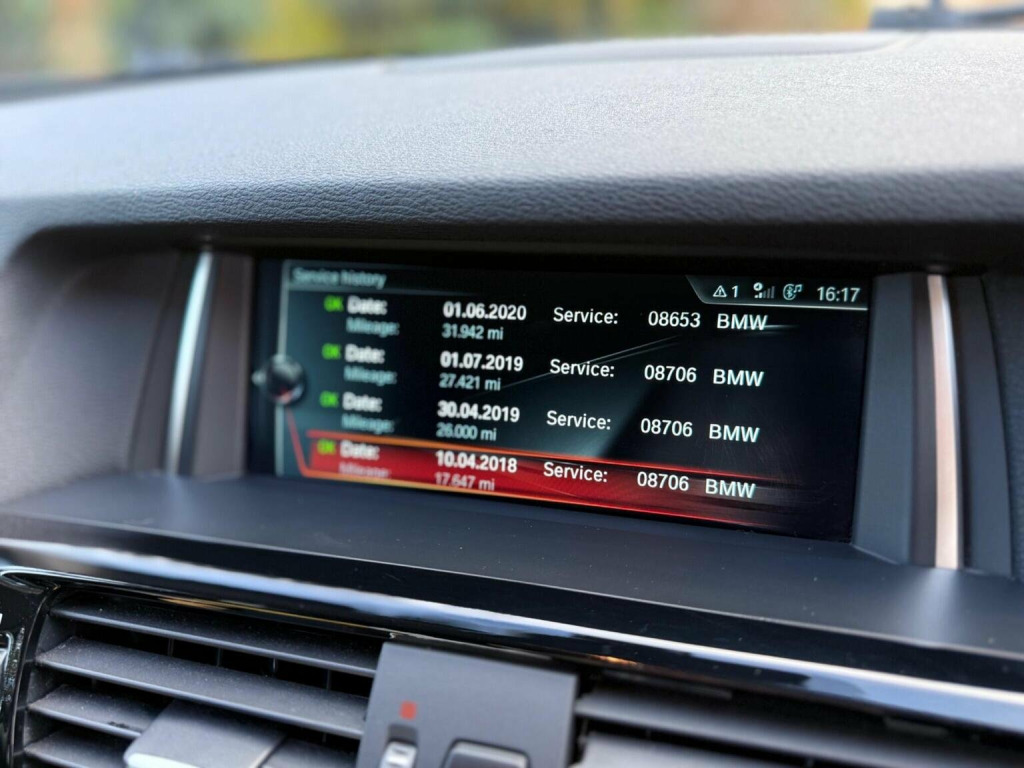 Service history
1 16:17
OK Date: 01.06.2020 Service: 08653 BMW
Mileage: 31.942 mi
OK Date: 01.07.2019 Service: 08706 BMW
Mileage: 27.421 mi
OK Date: 30.04.2019 Service: 08706 BMW
Mileage: 26.000 mi
OK Date: 10.04.2018 Service: 08706 BMW
Mileage: 17.647 mi